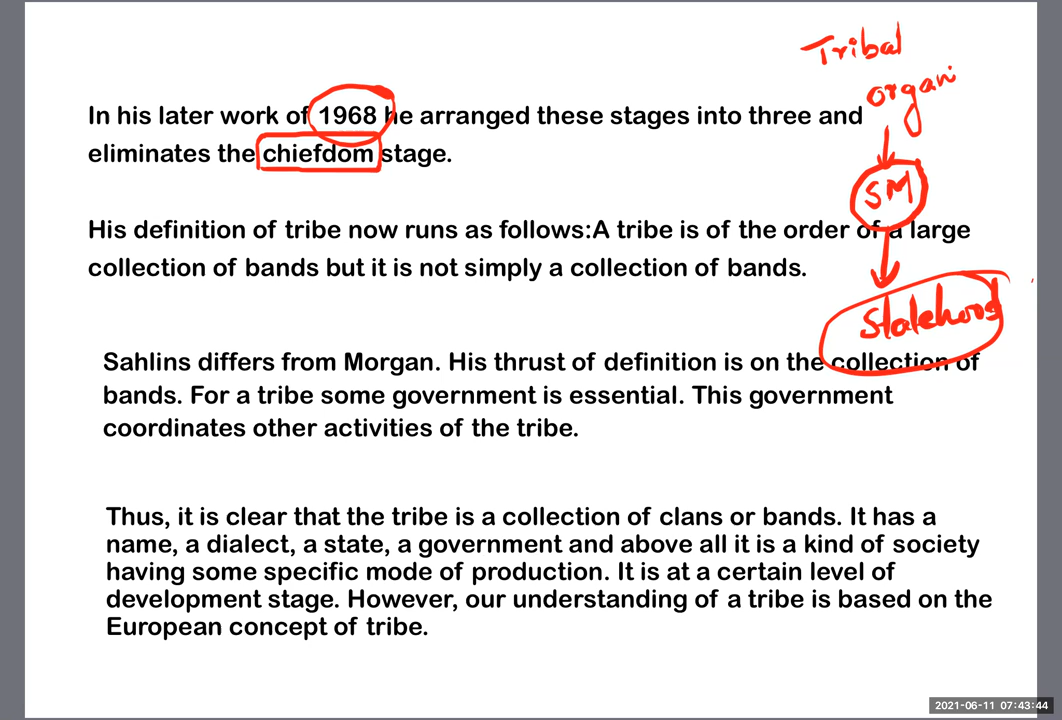 Tribal
organi
In his later work of 1968 he arranged these stages into three and
eliminates the chiefdom stage.
SM
His definition of tribe now runs as follows:A tribe is of the order of a large
collection of bands but it is not simply a collection of bands.
Statehood
Sahlins differs from Morgan. His thrust of definition is on the collection of
bands. For a tribe some government is essential. This government
coordinates other activities of the tribe.
Thus, it is clear that the tribe is a collection of clans or bands. It has a
name, a dialect, a state, a government and above all it is a kind of society
having some specific mode of production. It is at a certain level of
development stage. However, our understanding of a tribe is based on the
European concept of tribe.
2021-06-11 07:43:44